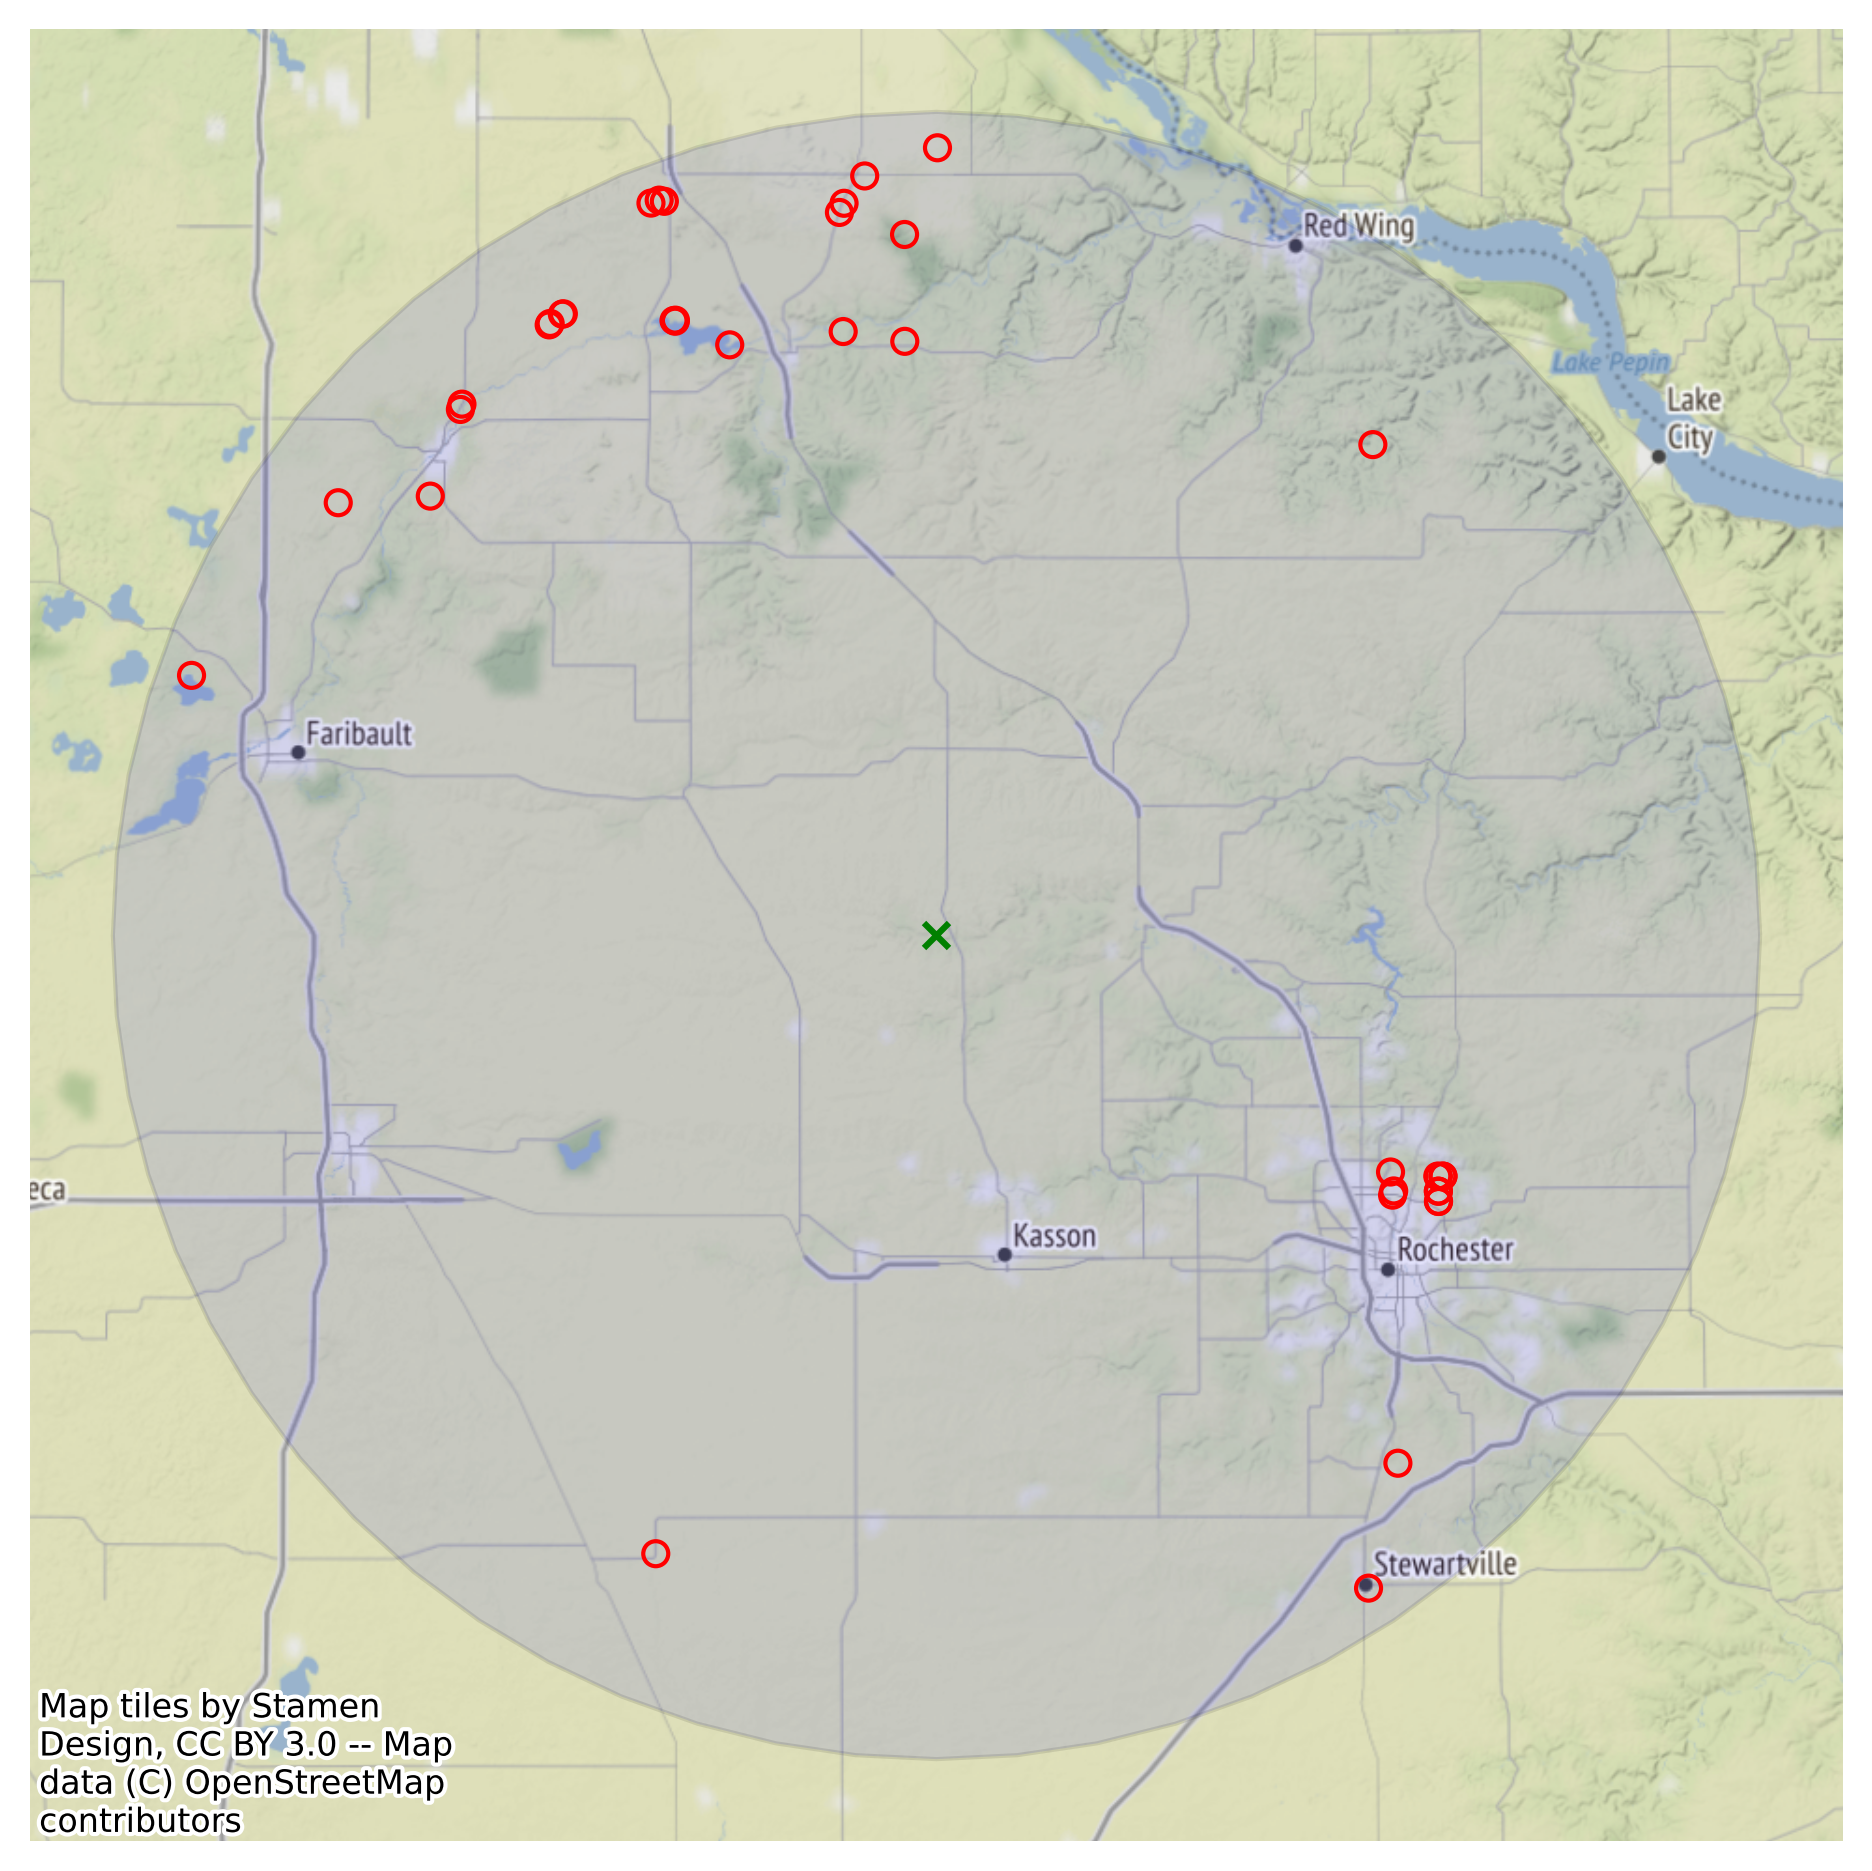 Red Wing
Lake Pepin
Lake
City
Faribault
eca
Kasson
Rochester
Stewartville
Map tiles by Stamen
Design, CC BY 3.0 -- Map
data (C) OpenStreetMap
contributors